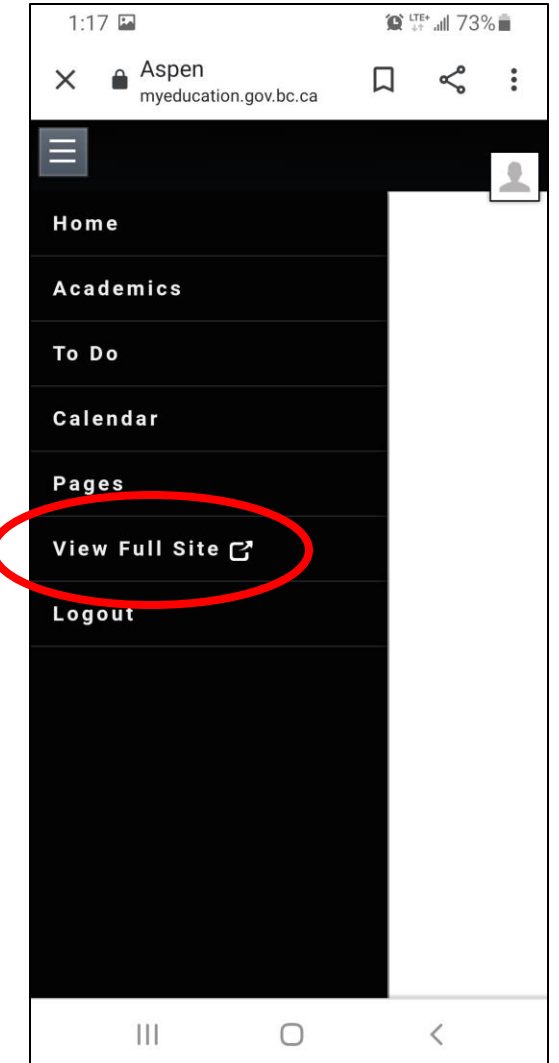 1:17 LTE+ 73%
Aspen
myeducation.gov.bc.ca
Home
Academics
To Do
Calendar
Pages
View Full Site
Logout